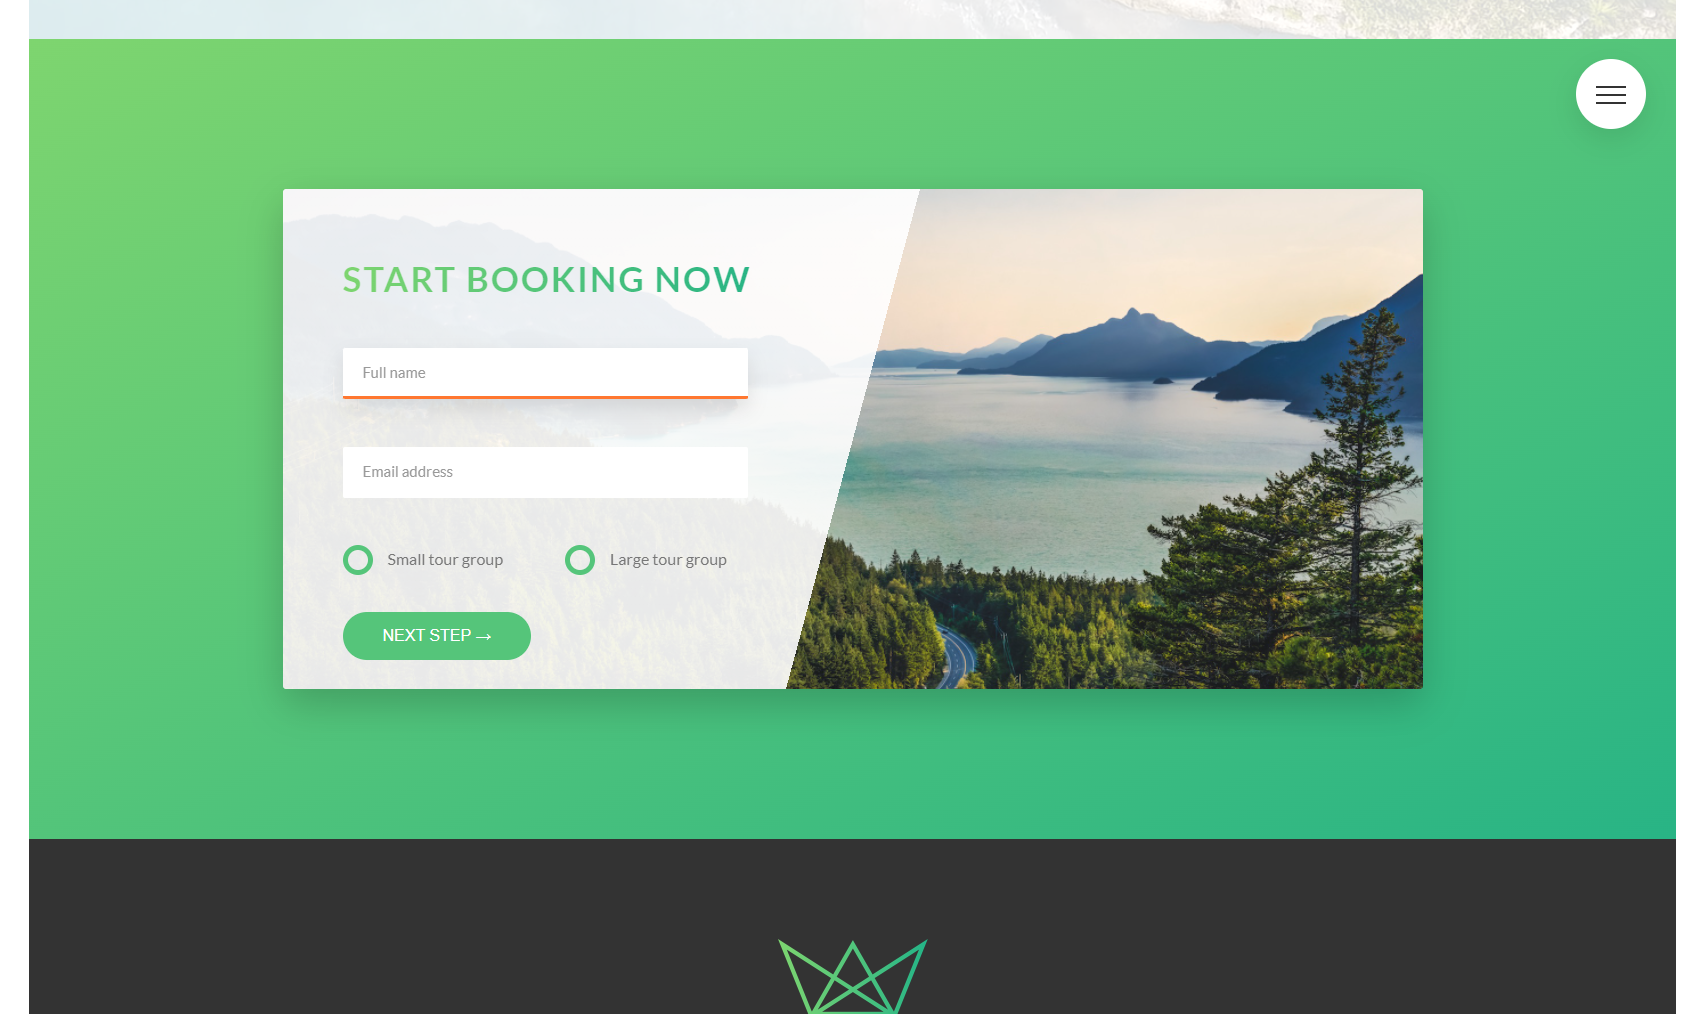 START BOOKING NOW
Full name
Email address
Small tour group
Large tour group
NEXT STEP →